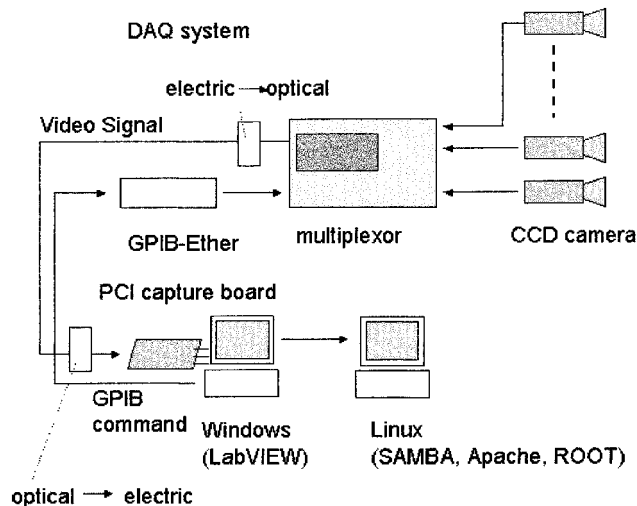 DAQ system
electric → optical
Video Signal
GPIB-Ether
multiplexor
CCD camera
PCI capture board
GPIB
command
Windows
(LabVIEW)
Linux
(SAMBA, Apache, ROOT)
optical → electric